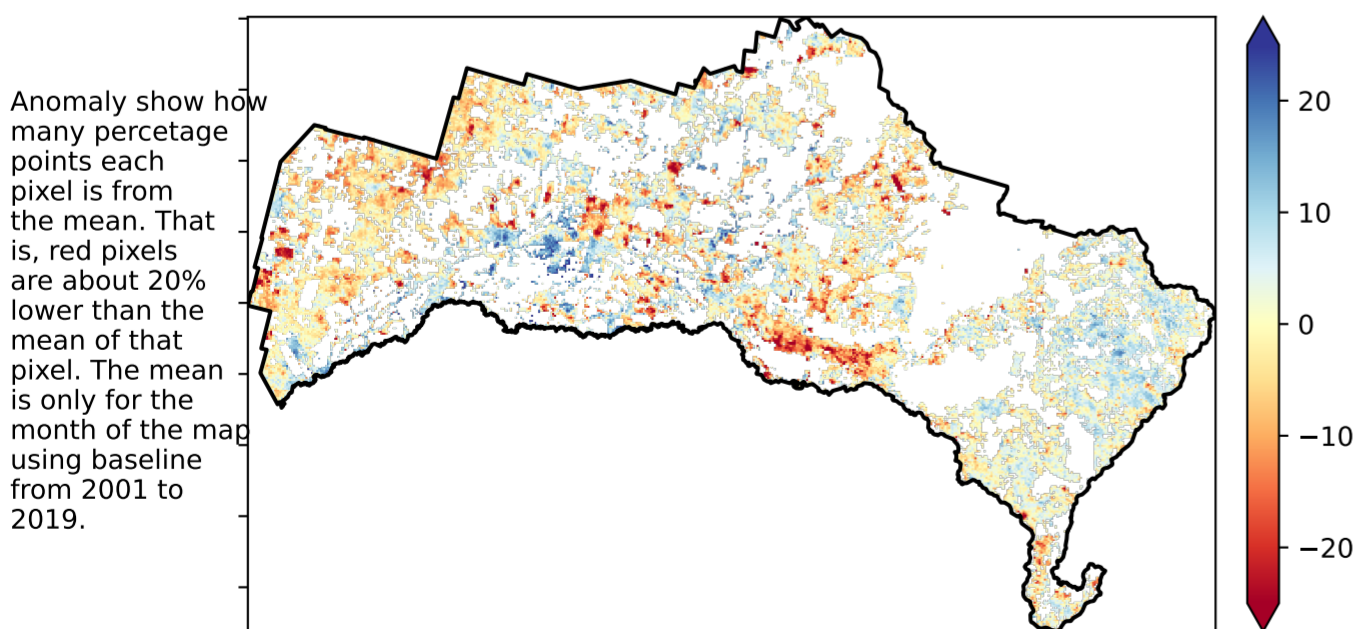 Anomaly show how
many percetage
points each
pixel is from
the mean. That
is, red pixels
are about 20%
lower than the
mean of that
pixel. The mean
is only for the
month of the map
using baseline
from 2001 to
2019.
20
10
0
−10
−20